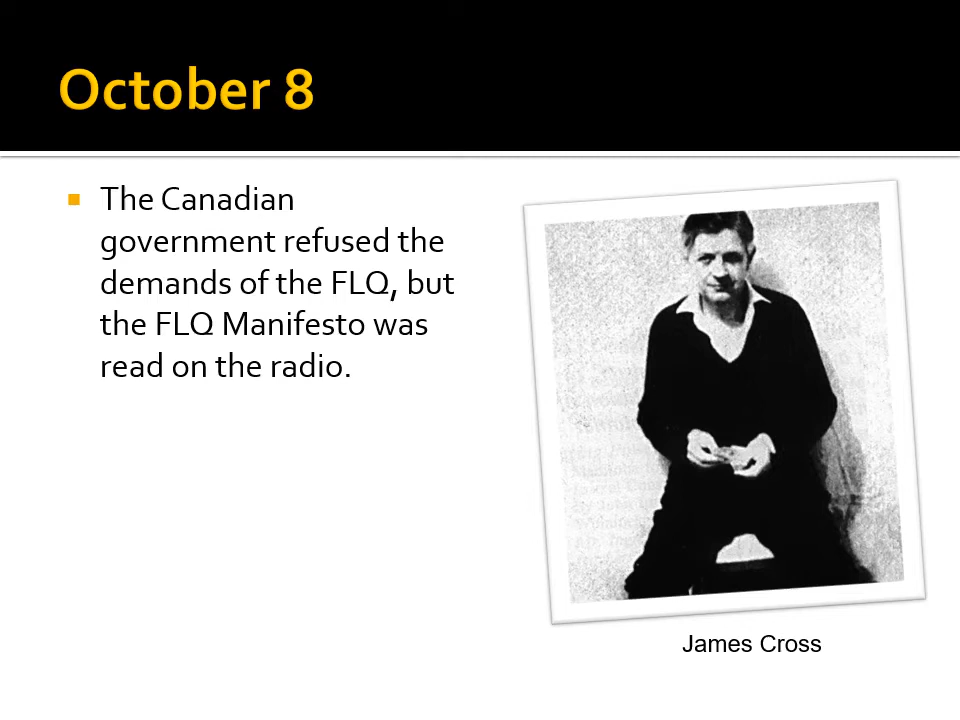 October 8
The Canadian
government refused the
demands of the FLQ, but
the FLQ Manifesto was
read on the radio.
James Cross